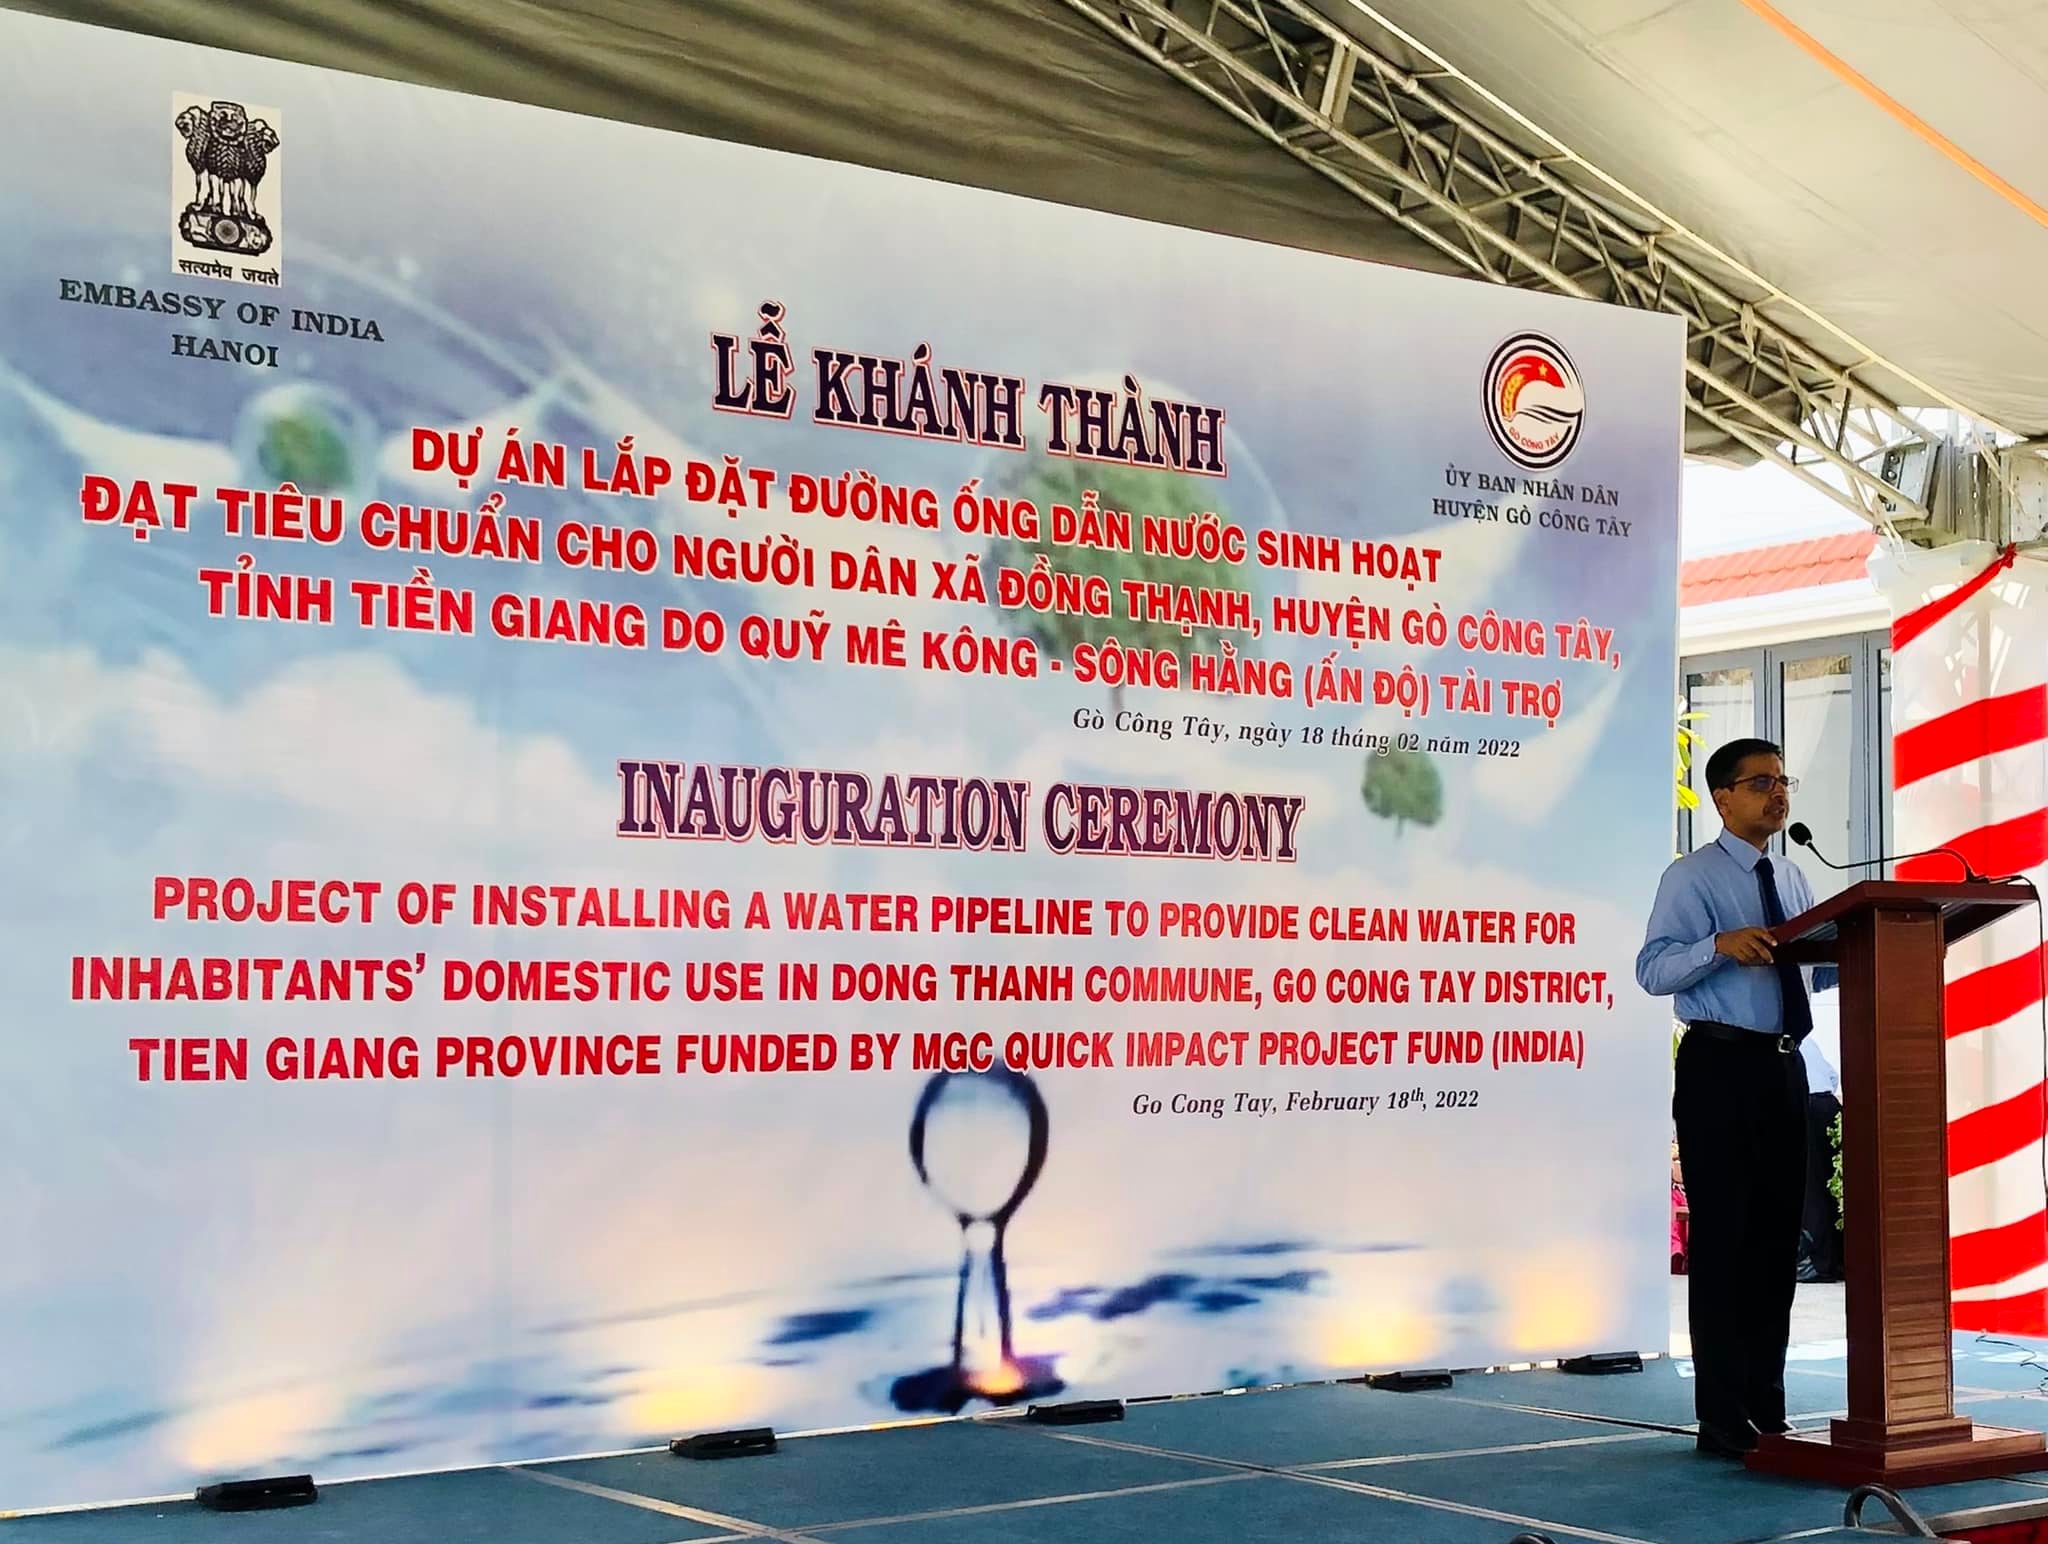 सत्यमेव जयते
EMBASSY OF INDIA
HANOI
GÒ CÔNG TÂY
ỦY BAN NHÂN DÂN
HUYỆN GÒ CÔNG TÂY
LỄ KHÁNH THÀNH
DỰ ÁN LẮP ĐẶT ĐƯỜNG ỐNG DẪN NƯỚC SINH HOẠT
ĐẠT TIÊU CHUẨN CHO NGƯỜI DÂN XÃ ĐỒNG THẠNH, HUYỆN GÒ CÔNG TÂY,
TỈNH TIỀN GIANG DO QUỸ MÊ KÔNG - SÔNG HẰNG (ẤN ĐỘ) TÀI TRỢ
Gò Công Tây, ngày 18 tháng 02 năm 2022
INAUGURATION CEREMONY
PROJECT OF INSTALLING A WATER PIPELINE TO PROVIDE CLEAN WATER FOR
INHABITANTS' DOMESTIC USE IN DONG THANH COMMUNE, GO CONG TAY DISTRICT,
TIEN GIANG PROVINCE FUNDED BY MGC QUICK IMPACT PROJECT FUND (INDIA)
Go Cong Tay, February 18th, 2022